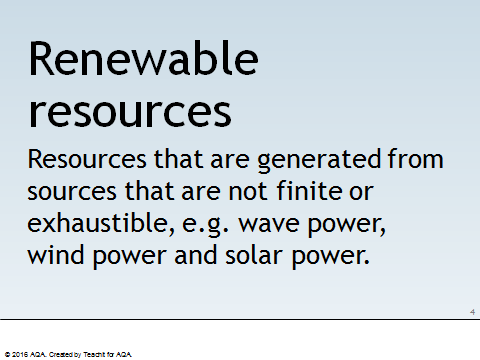 Renewable
resources
Resources that are generated from
sources that are not finite or
exhaustible, e.g. wave power,
wind power and solar power.
4
© 2016 AQA. Created by Teachit for AQA.